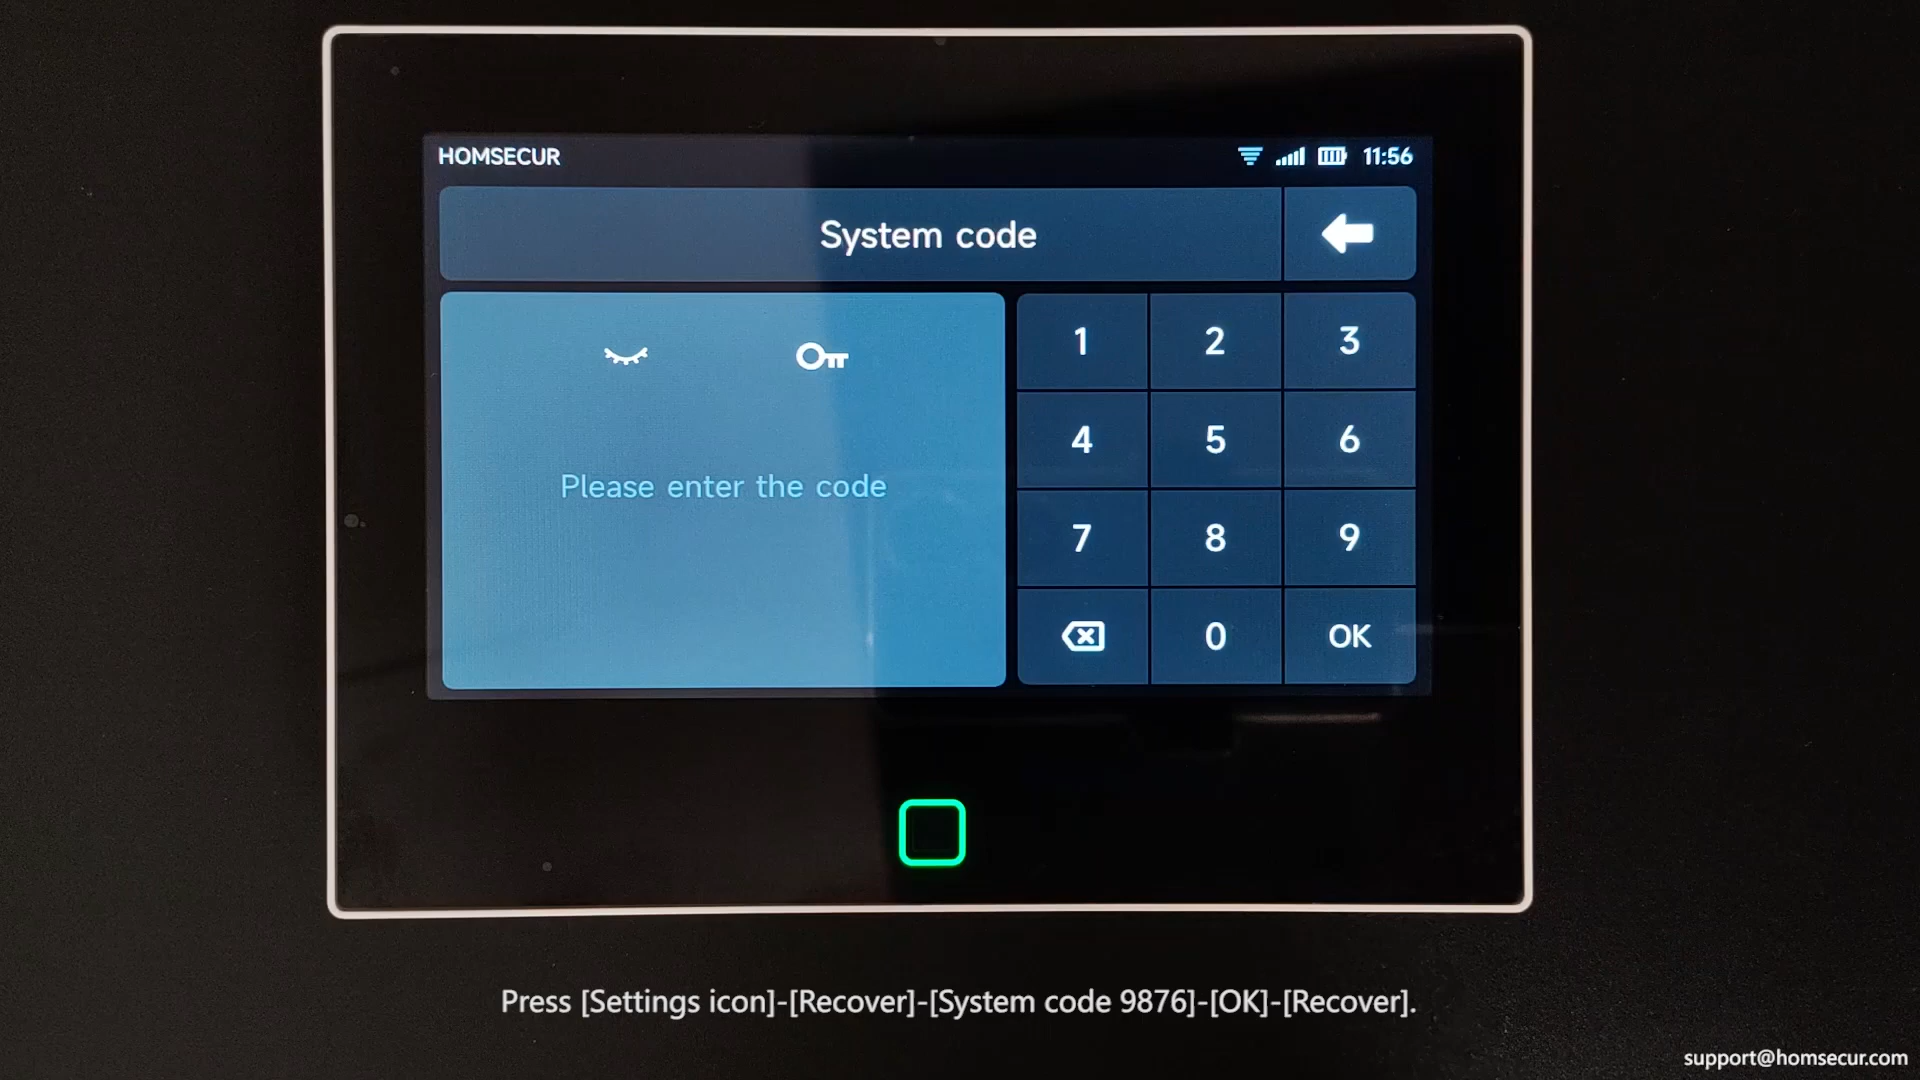 HOMSECUR 11:56
System code
Please enter the code
1 2 3
4 5 6
7 8 9
0 OK
Press [Settings icon]-[Recover]-[System code 9876]-[OK]-[Recover].
support@homsecur.com